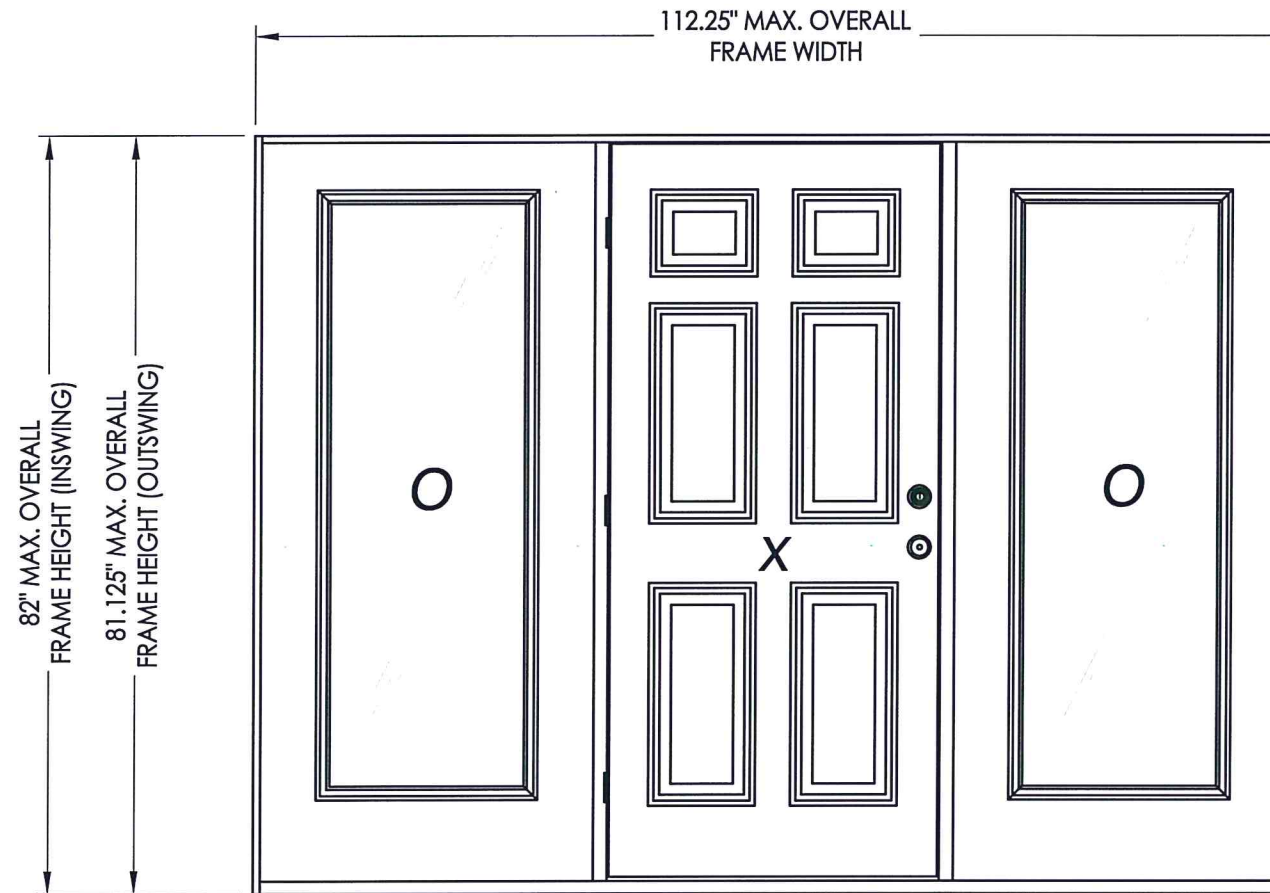 112.25" MAX. OVERALL
FRAME WIDTH
82" MAX. OVERALL
FRAME HEIGHT (INSWING)
81.125" MAX. OVERALL
FRAME HEIGHT (OUTSWING)
O
X
O